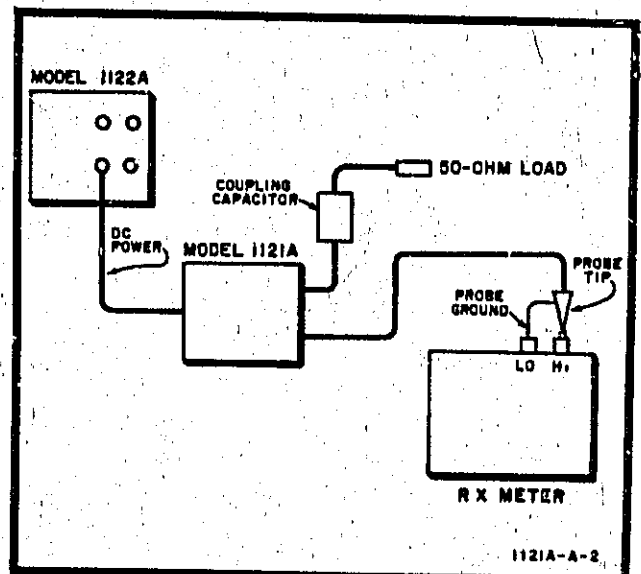 MODEL 1122A
50-OHM LOAD
COUPLING
CAPACITOR
DC
POWER
MODEL 1121A
PROBE
TIP
PROBE
GROUND
LO HI
RX METER
1121A-A-2